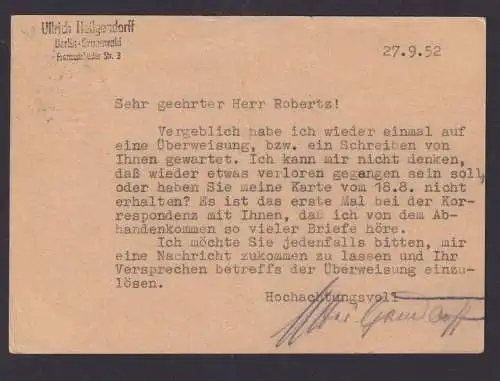 Ullrich Heilgendorff
Berlin-Grunewald
Str. 3
27.9.52
Sehr geehrter Herr Robertz!
Vergeblich habe ich wieder einmal auf
eine Überweisung, bzw. ein Schreiben von
Ihnen gewartet. Ich kann mir nicht denken,
daß wieder etwas verloren gegangen sein soll,
oder haben Sie meine Karte vom 18.8. nicht
erhalten? Es ist das erste Mal bei der Kor-
respondenz mit Ihnen, daß ich von dem Ab-
handenkommen so vieler Briefe höre.
Ich möchte Sie jedenfalls bitten, mir
eine Nachricht zukommen zu lassen und Ihr
Versprechen betreffs der Überweisung einzu-
lösen.
Hochachtungsvoll